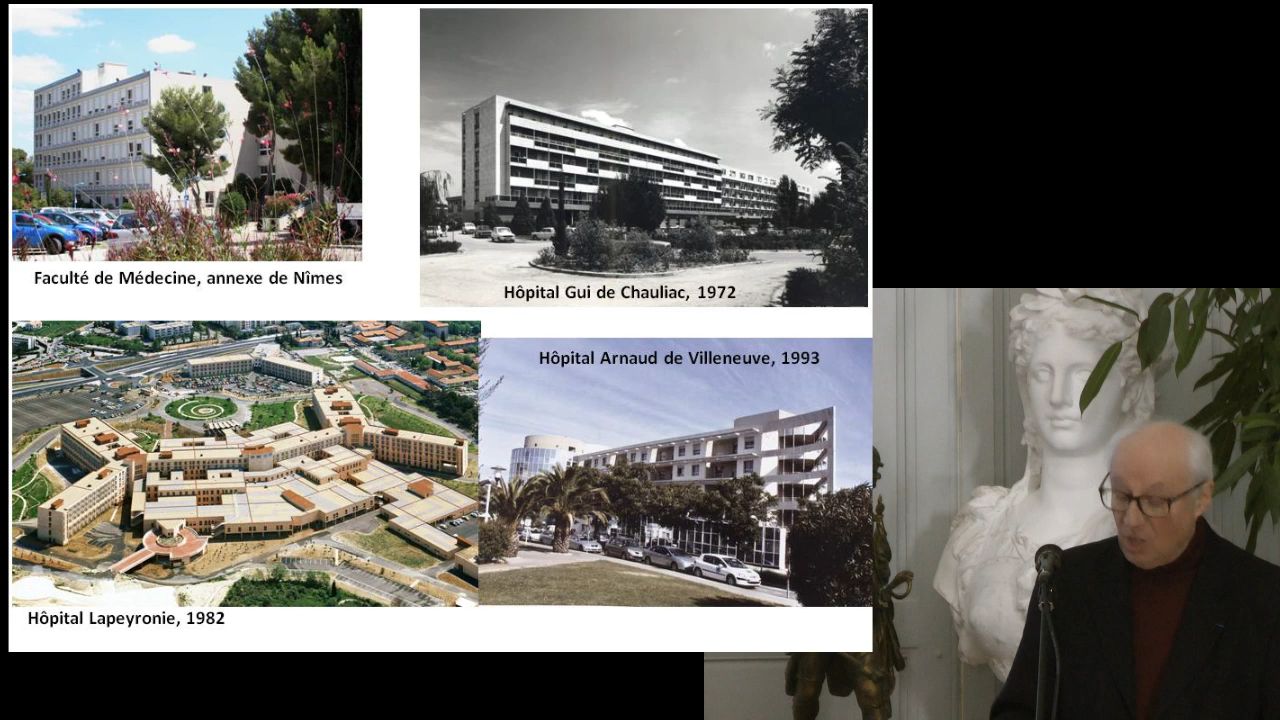 Faculté de Médecine, annexe de Nîmes
Hôpital Gui de Chauliac, 1972
Hôpital Arnaud de Villeneuve, 1993
Hôpital Lapeyronie, 1982